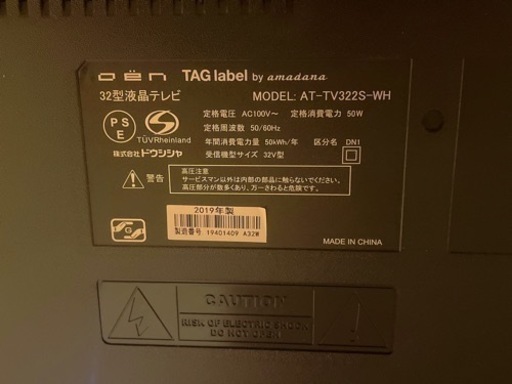 oën TAG label by amadana
32型液晶テレビ MODEL: AT-TV322S-WH
定格電圧 AC100V～ 定格消費電力 50W
定格周波数 50/60Hz
年間消費電力量 50kWh/年 区分名 DN1
受信機型サイズ 32V型
PSE
TÜVRheinland
株式会社ドウシシャ
警告
高圧注意
サービスマン以外は内部の部品に触らないでください。
高圧部分が数多くあり、万一さわると危険です。
2019年製
製造番号 19401409 A32W
G
MADE IN CHINA
CAUTION
RISK OF ELECTRIC SHOCK
DO NOT OPEN